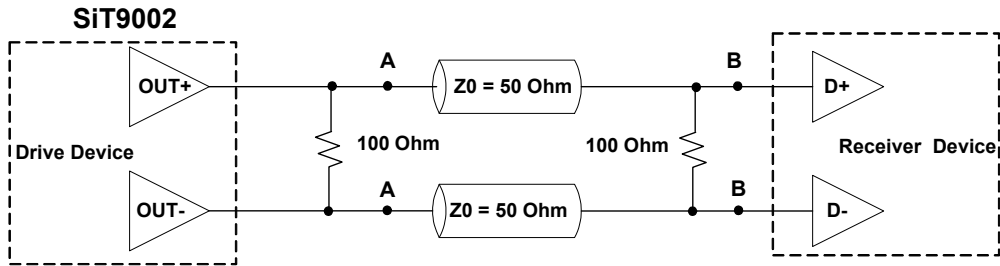 SiT9002
OUT+
A
Z0 = 50 Ohm
B
D+
Drive Device
100 Ohm
100 Ohm
Receiver Device
OUT-
A
Z0 = 50 Ohm
B
D-